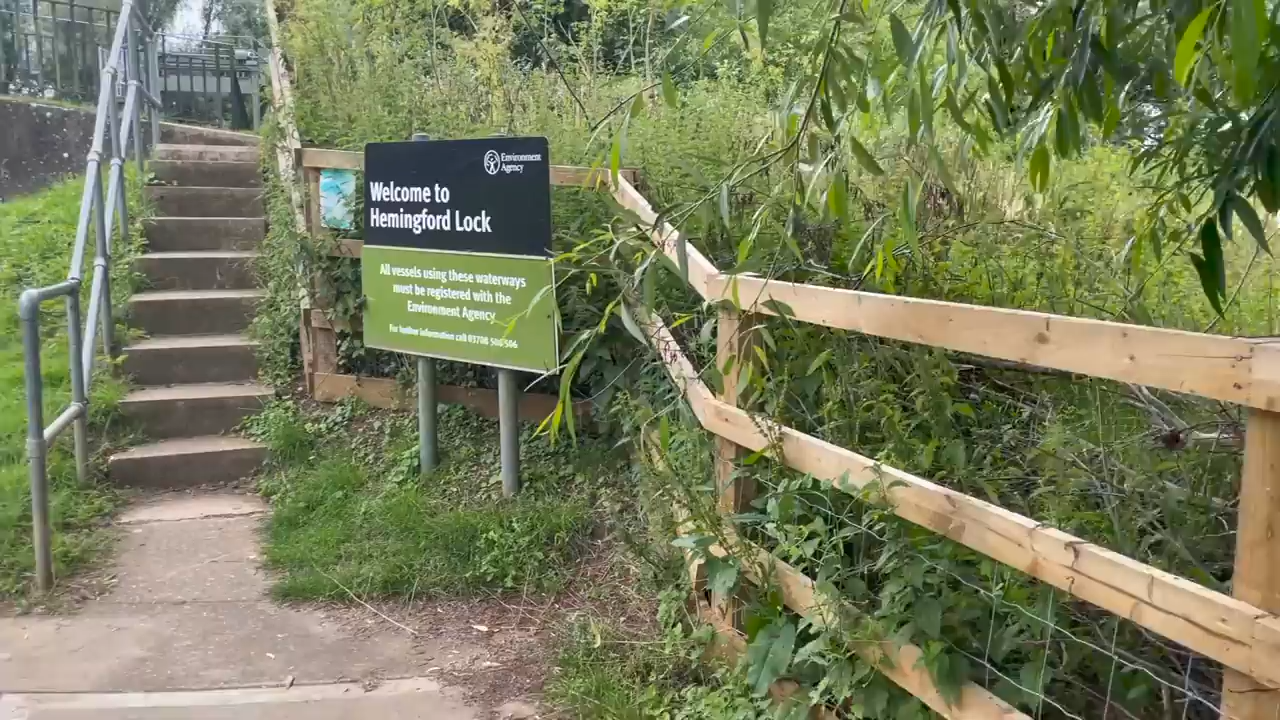 Environment
Agency
Welcome to
Hemingford Lock
All vessels using these waterways
must be registered with the
Environment Agency
For further information call 03708 506 506